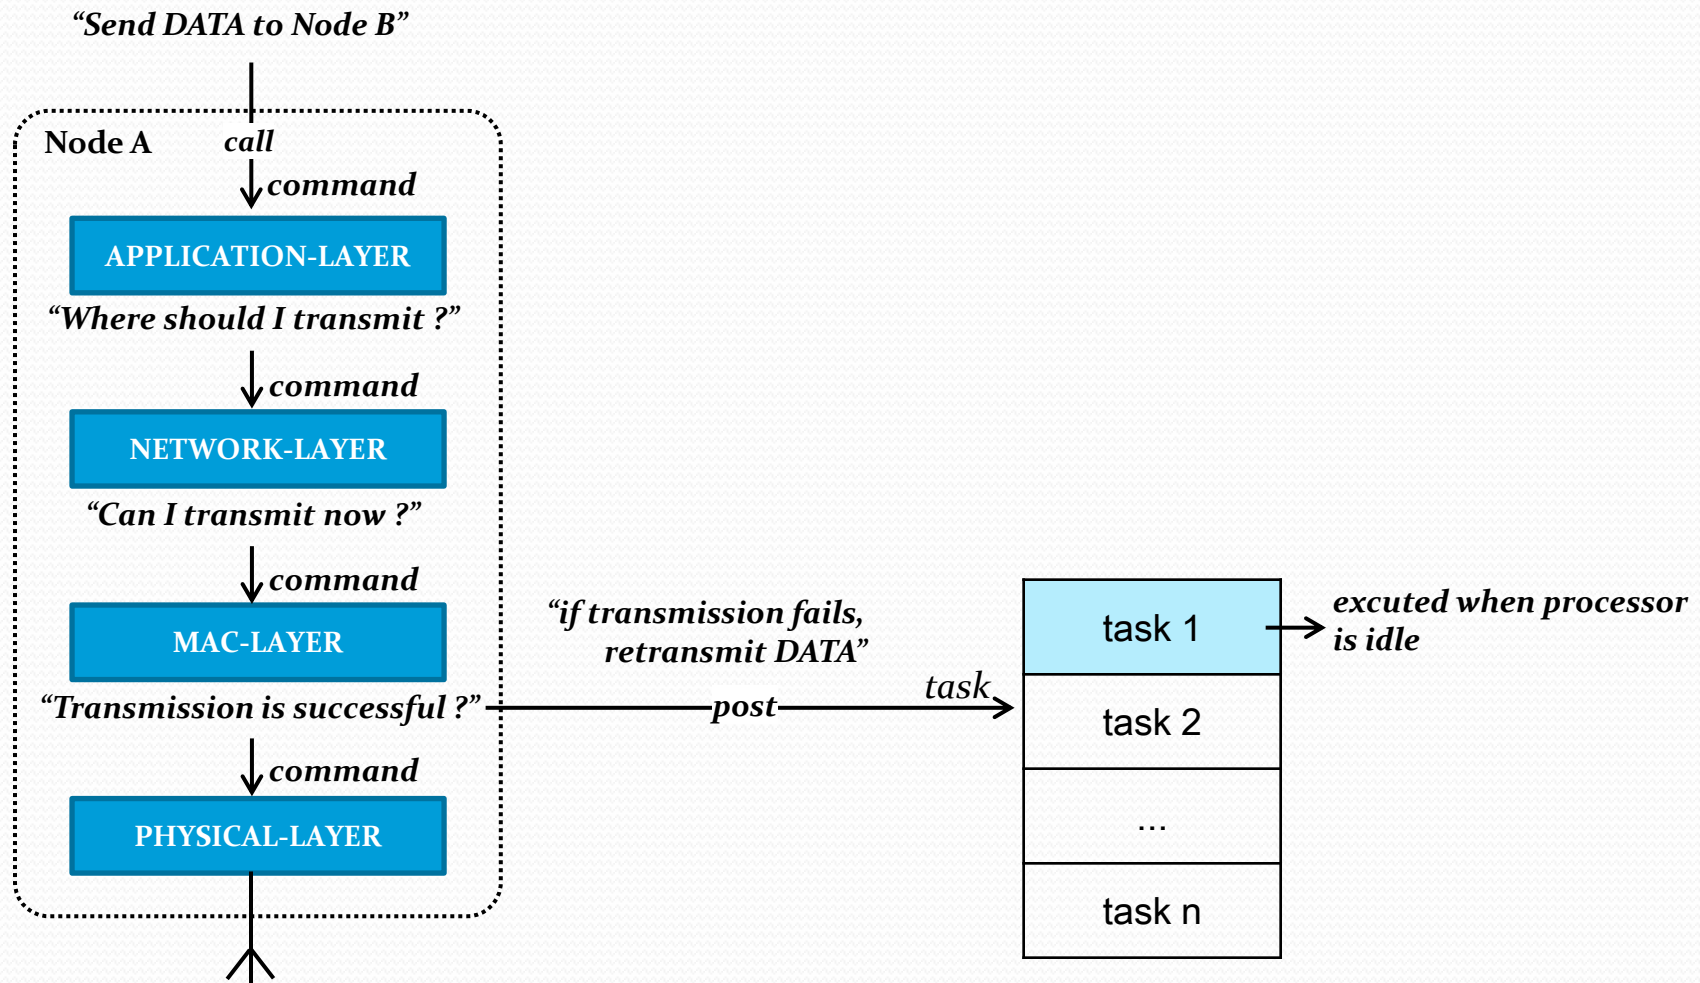 “Send DATA to Node B”
Node A
call
command
APPLICATION-LAYER
“Where should I transmit ?”
command
NETWORK-LAYER
“Can I transmit now ?”
command
MAC-LAYER
“Transmission is successful ?”
command
PHYSICAL-LAYER
“if transmission fails,
retransmit DATA”
post
task
task 1
task 2
...
task n
excuted when processor
is idle